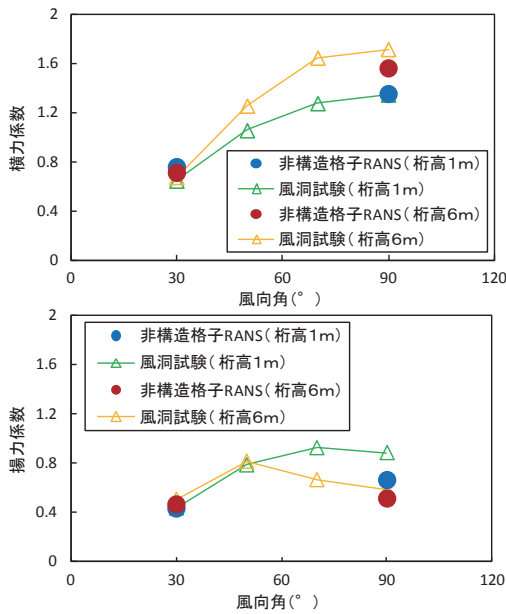 2
1.6
1.2
0.8
0.4
0
横力係数
非構造格子RANS(桁高1m)
風洞試験(桁高1m)
非構造格子RANS(桁高6m)
風洞試験(桁高6m)
0 30 60 90 120
風向角(°)
2
1.6
1.2
0.8
0.4
0
揚力係数
非構造格子RANS(桁高1m)
風洞試験(桁高1m)
非構造格子RANS(桁高6m)
風洞試験(桁高6m)
0 30 60 90 120
風向角(°)